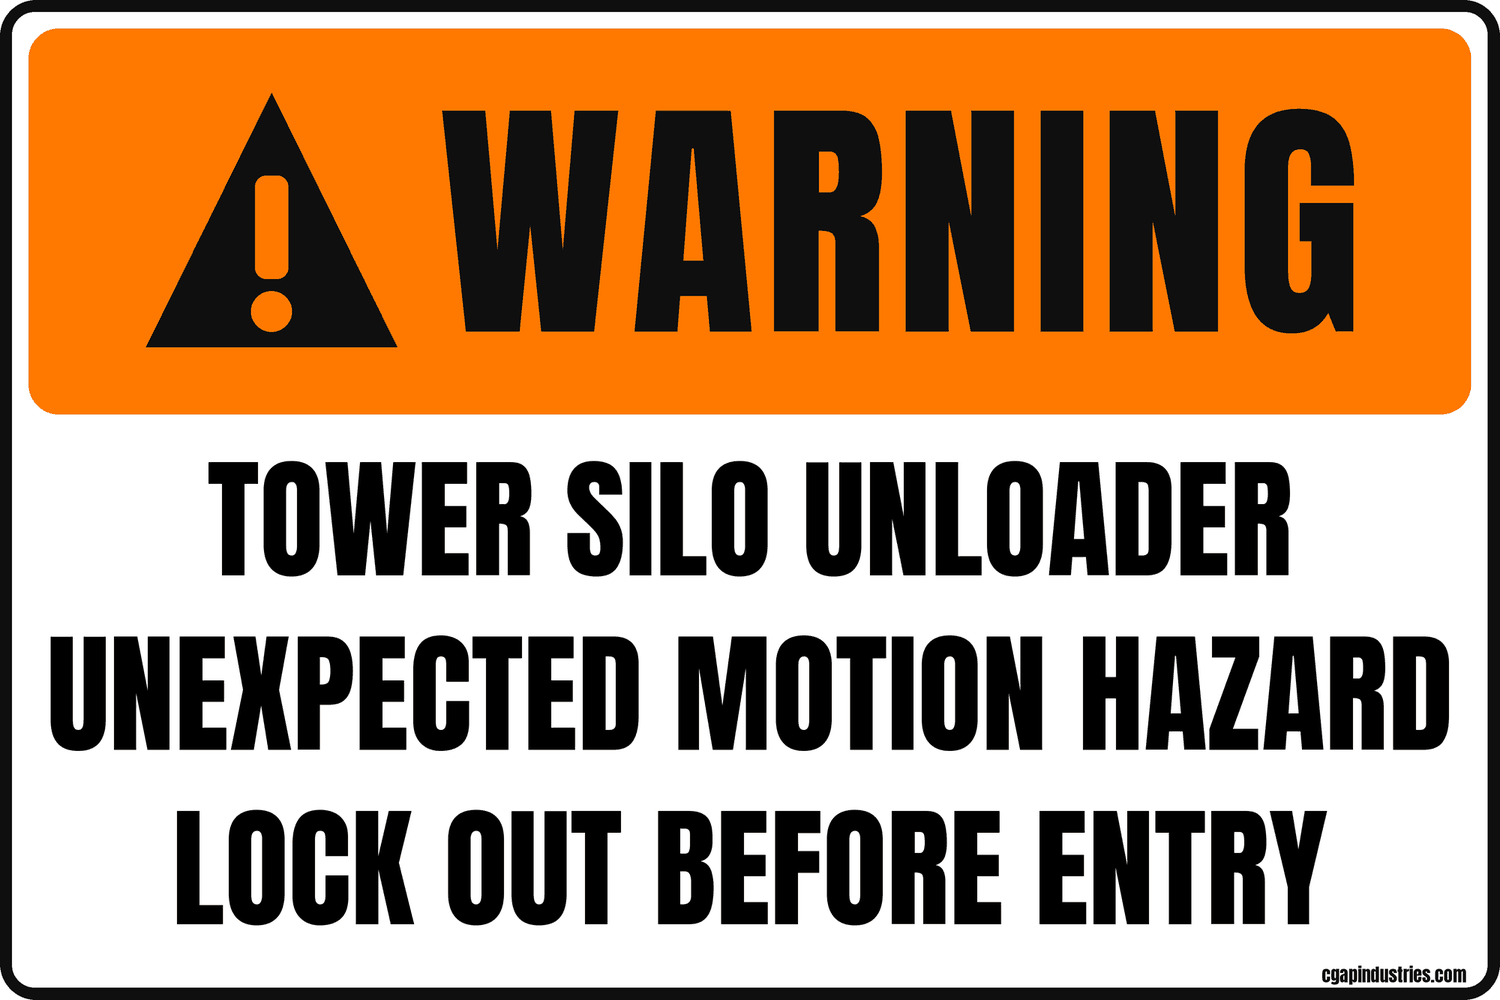 WARNING
TOWER SILO UNLOADER
UNEXPECTED MOTION HAZARD
LOCK OUT BEFORE ENTRY
cgapindustries.com